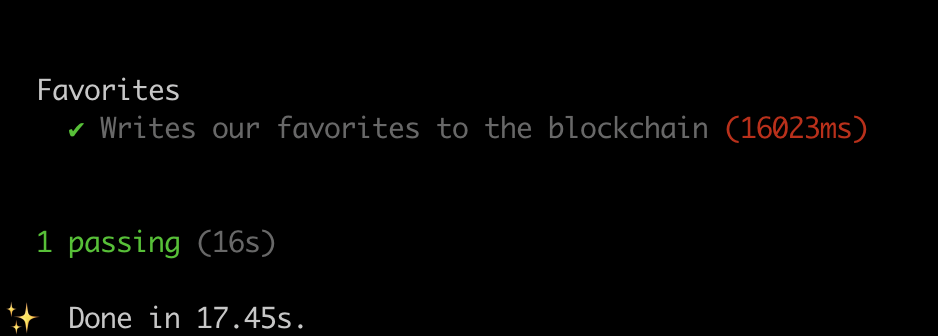 Favorites
✔ Writes our favorites to the blockchain (16023ms)
1 passing (16s)
✨ Done in 17.45s.